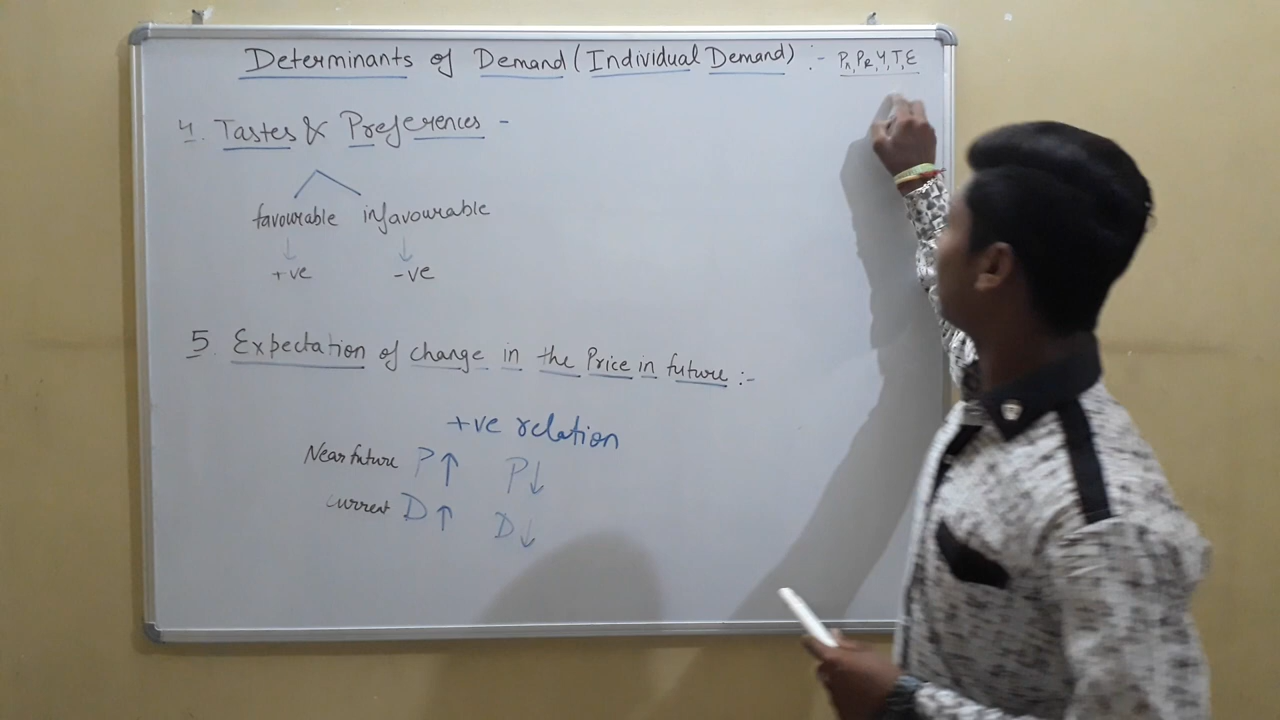 Determinants of Demand (Individual Demand) :- Pn, PR, Y, T, E
4. Tastes & Preferences -
favourable infavourable
+ve -ve
5. Expectation of change in the Price in future :-
+ve relation
Near future P↑ P↓
current D↑ D↓